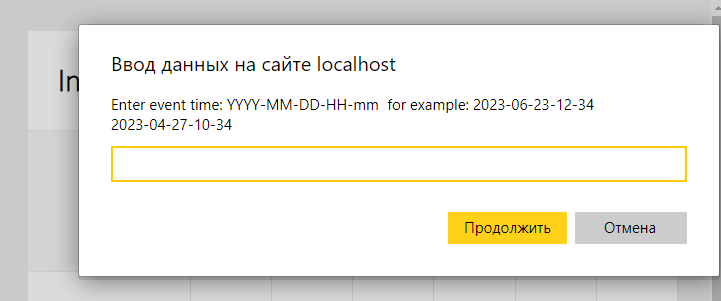 In
Ввод данных на сайте localhost
Enter event time: YYYY-MM-DD-HH-mm for example: 2023-06-23-12-34
2023-04-27-10-34
Продолжить
Отмена